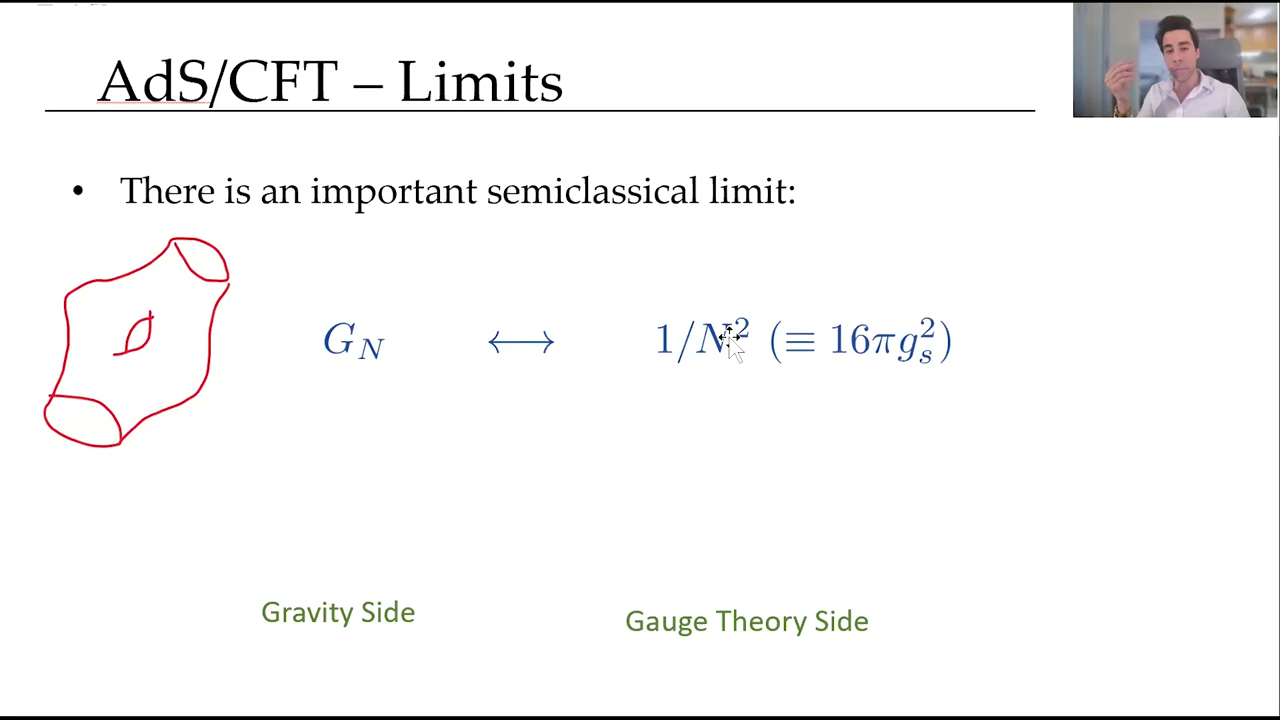 AdS/CFT – Limits
• There is an important semiclassical limit:
G_N ⟷ 1/N² (≡ 16πg_s²)
Gravity Side
Gauge Theory Side